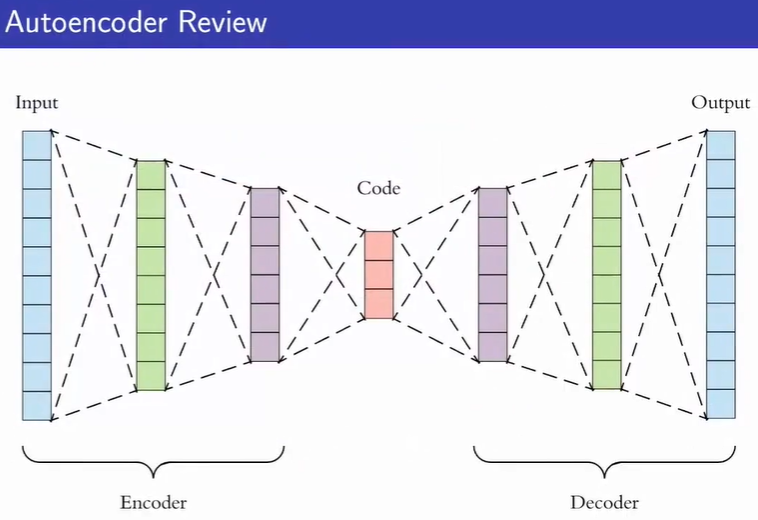 Autoencoder Review
Input
Output
Code
Encoder
Decoder